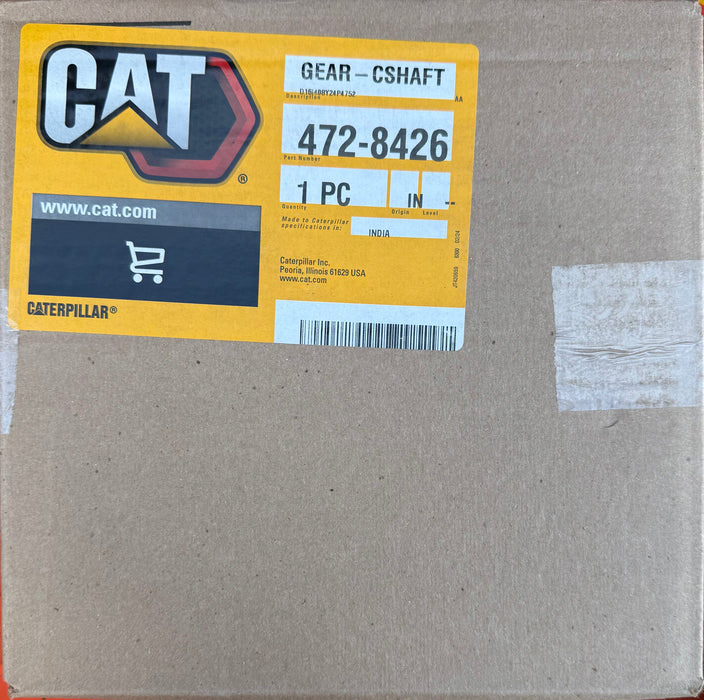 CAT
®
www.cat.com
CATERPILLAR®
GEAR-CSHAFT
Description
AA
472-8426
Part Number
1 PC
IN --
Quantity
Origin Level
Made to Caterpillar
specifications in:
INDIA
Caterpillar Inc.
Peoria, Illinois 61629 USA
www.cat.com